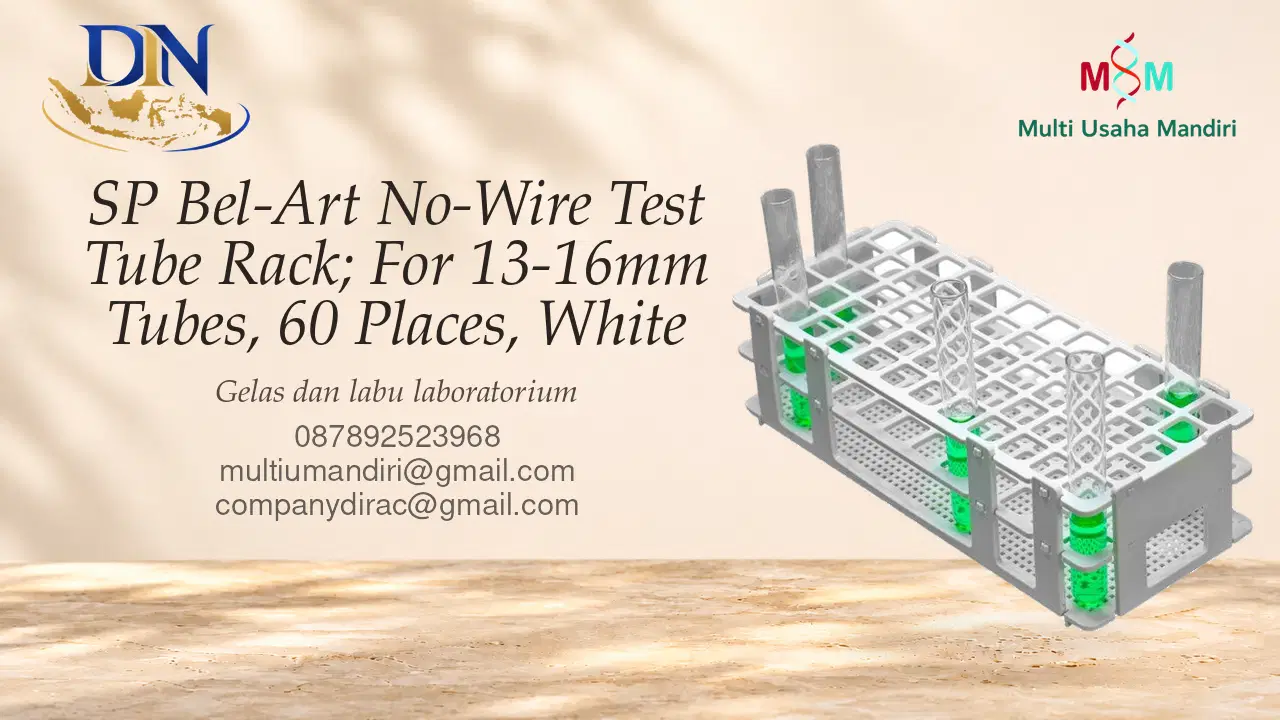 DIN
MSM
Multi Usaha Mandiri
SP Bel-Art No-Wire Test
Tube Rack; For 13-16mm
Tubes, 60 Places, White
Gelas dan labu laboratorium
087892523968
multiumandiri@gmail.com
companydirac@gmail.com